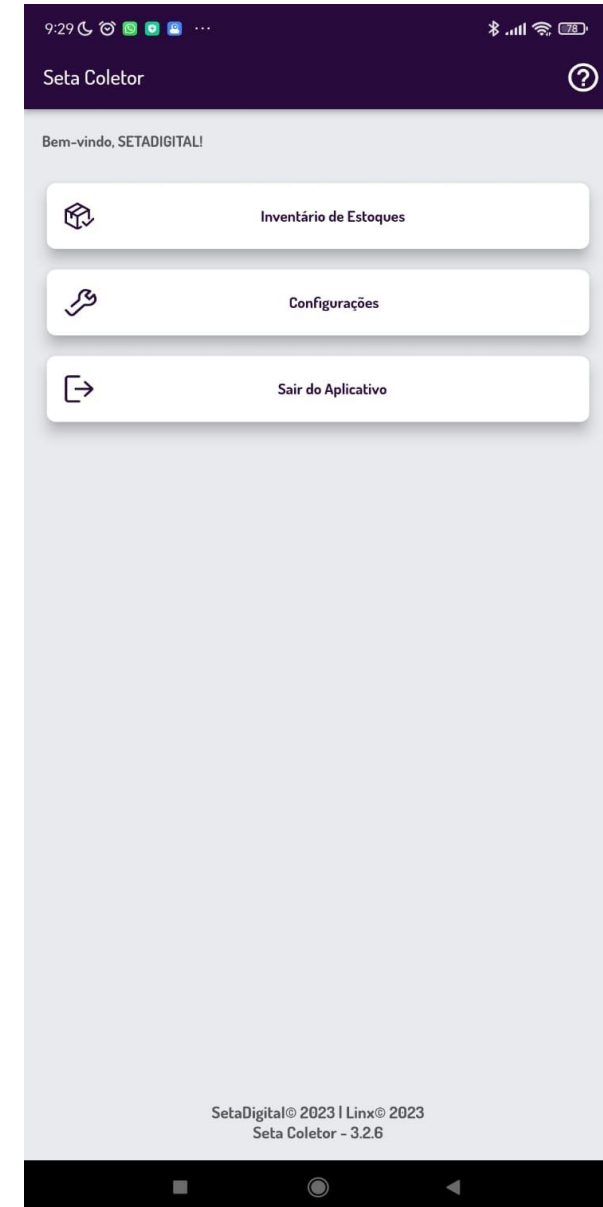 9:29
78
Seta Coletor
Bem-vindo, SETADIGITAL!
Inventário de Estoques
Configurações
Sair do Aplicativo
SetaDigital© 2023 | Linx© 2023
Seta Coletor - 3.2.6